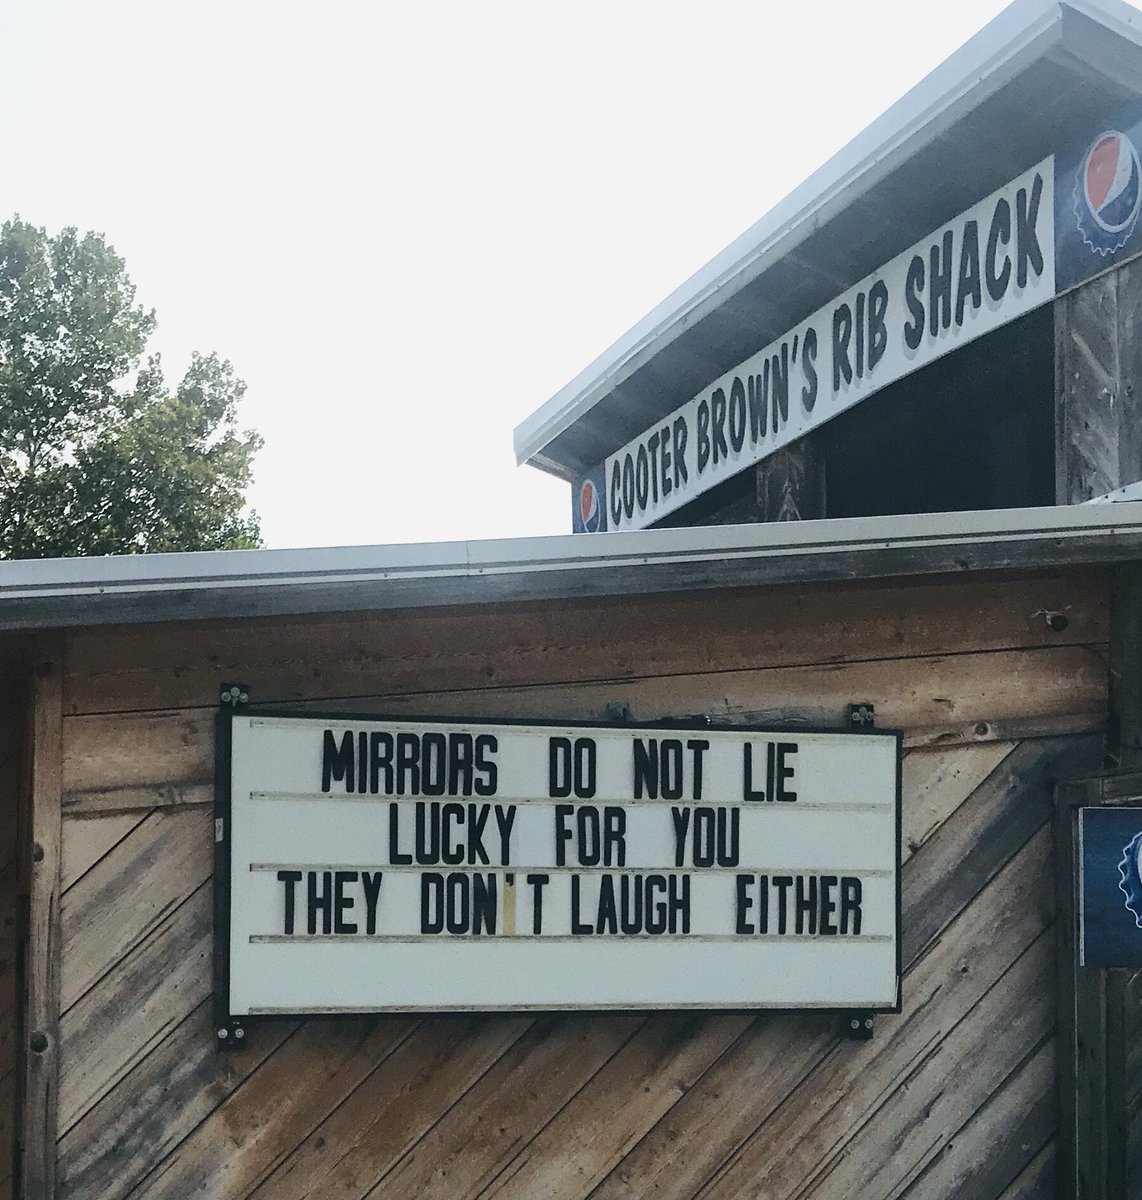 COOTER BROWN'S RIB SHACK
MIRRORS DO NOT LIE
LUCKY FOR YOU
THEY DON'T LAUGH EITHER